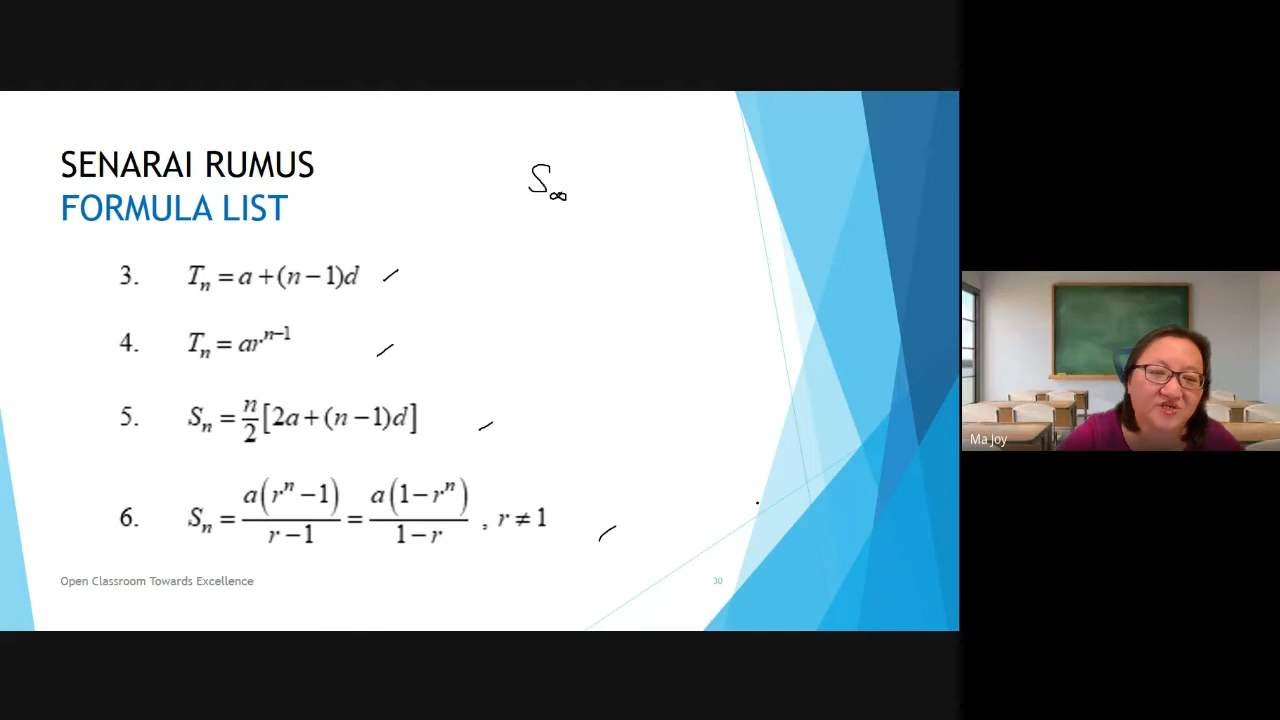 SENARAI RUMUS
FORMULA LIST
S∞
3. Tₙ = a + (n − 1)d
4. Tₙ = arⁿ⁻¹
5. Sₙ = n/2 [2a + (n − 1)d]
6. Sₙ = a(rⁿ − 1)/(r − 1) = a(1 − rⁿ)/(1 − r) , r ≠ 1
Open Classroom Towards Excellence
30
Ma Joy